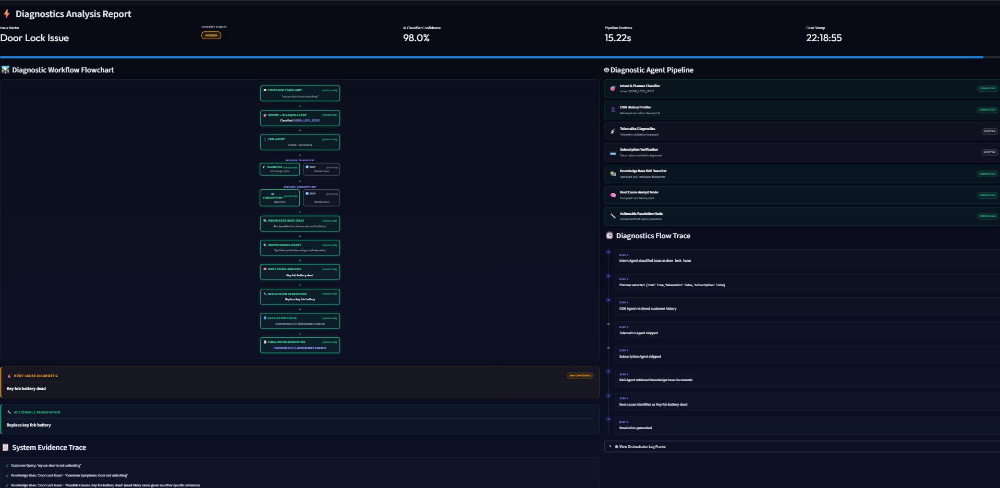 Diagnostics Analysis Report
Issue Vector
Door Lock Issue
SEVERITY THREAT
MEDIUM
AI Classifier Confidence
98.0%
Pipeline Runtime
15.22s
Case Stamp
22:18:55
Diagnostic Workflow Flowchart
CUSTOMER COMPLAINT [EXECUTED]
"my car door is not unlocking"
INTENT + PLANNER AGENT [EXECUTED]
Classified: DOOR_LOCK_ISSUE
CRM AGENT [EXECUTED]
Profile: Hemanth N
DECISION: TELEMATICS?
TELEMATICS [EXECUTED]
ECU Charge: N/A%
SKIP [SKIPPED]
Path Not Taken
DECISION: SUBSCRIPTION?
SUBSCRIPTION [EXECUTED]
Status: N/A
SKIP [SKIPPED]
Path Not Taken
KNOWLEDGE BASE (RAG) [EXECUTED]
Retrieved technical manuals and bulletins
INVESTIGATION AGENT [EXECUTED]
Synthesized evidence logs and telemetry
ROOT CAUSE ANALYSIS [EXECUTED]
Key fob battery dead
RESOLUTION GENERATION [EXECUTED]
Replace key fob battery
ESCALATION CHECK [EXECUTED]
Autonomous OTA Remediation Cleared
FINAL RECOMMENDATION [EXECUTED]
Autonomous OTA Remediation Dispatch
ROOT CAUSE DIAGNOSTIC
CONFIDENCE
Key fob battery dead
ACTIONABLE REMEDIATION
Replace key fob battery
System Evidence Trace
Customer Query: 'my car door is not unlocking'
Knowledge Base: 'Door Lock Issue' - 'Common Symptoms: Door not unlocking'
Knowledge Base: 'Door Lock Issue' - 'Possible Causes: Key fob battery dead' (most likely cause given no other specific evidence)
Diagnostic Agent Pipeline
Intent & Planner Classifier
Intent: DOOR_LOCK_ISSUE
COMPLETED
CRM History Profiler
Retrieved record for Hemanth N
COMPLETED
Telematics Diagnostics
Telemetry validation bypassed
SKIPPED
Subscription Verification
Subscription validation bypassed
SKIPPED
Knowledge Base RAG Searcher
Retrieved RAG resolution blueprints
COMPLETED
Root Cause Analyst Node
Compiled root failure point
COMPLETED
Actionable Resolution Node
Composed final repair procedure
COMPLETED
Diagnostics Flow Trace
STEP 1
Intent Agent classified issue as door_lock_issue
STEP 2
Planner selected: {'crm': True, 'telematics': False, 'subscription': False}
STEP 3
CRM Agent retrieved customer history
STEP 4
Telematics Agent skipped
STEP 5
Subscription Agent skipped
STEP 6
RAG Agent retrieved knowledge base documents
STEP 7
Root cause identified as Key fob battery dead
STEP 8
Resolution generated
View Orchestrator Log Frame